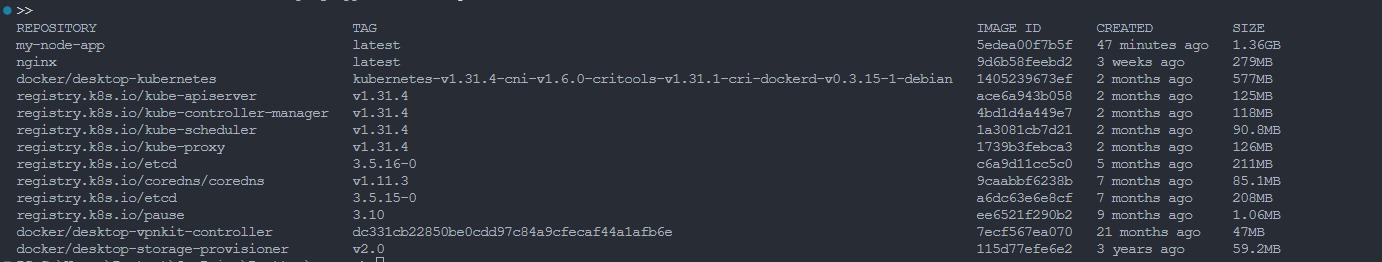 >>
REPOSITORY TAG IMAGE ID CREATED SIZE
my-node-app latest 5edea00f7b5f 47 minutes ago 1.36GB
nginx latest 9d6b58feebd2 3 weeks ago 279MB
docker/desktop-kubernetes kubernetes-v1.31.4-cni-v1.6.0-critools-v1.31.1-cri-dockerd-v0.3.15-1-debian 1405239673ef 2 months ago 577MB
registry.k8s.io/kube-apiserver v1.31.4 ace6a943b058 2 months ago 125MB
registry.k8s.io/kube-controller-manager v1.31.4 4bd1d4a449e7 2 months ago 118MB
registry.k8s.io/kube-scheduler v1.31.4 1a3081cb7d21 2 months ago 90.8MB
registry.k8s.io/kube-proxy v1.31.4 1739b3febca3 2 months ago 126MB
registry.k8s.io/etcd 3.5.16-0 c6a9d11cc5c0 5 months ago 211MB
registry.k8s.io/coredns/coredns v1.11.3 9caabbf6238b 7 months ago 85.1MB
registry.k8s.io/etcd 3.5.15-0 a6dc63e6e8cf 7 months ago 208MB
registry.k8s.io/pause 3.10 ee6521f290b2 9 months ago 1.06MB
docker/desktop-vpnkit-controller dc331cb22850be0cdd97c84a9cfecaf44a1afb6e 7ecf567ea070 21 months ago 47MB
docker/desktop-storage-provisioner v2.0 115d77efe6e2 3 years ago 59.2MB